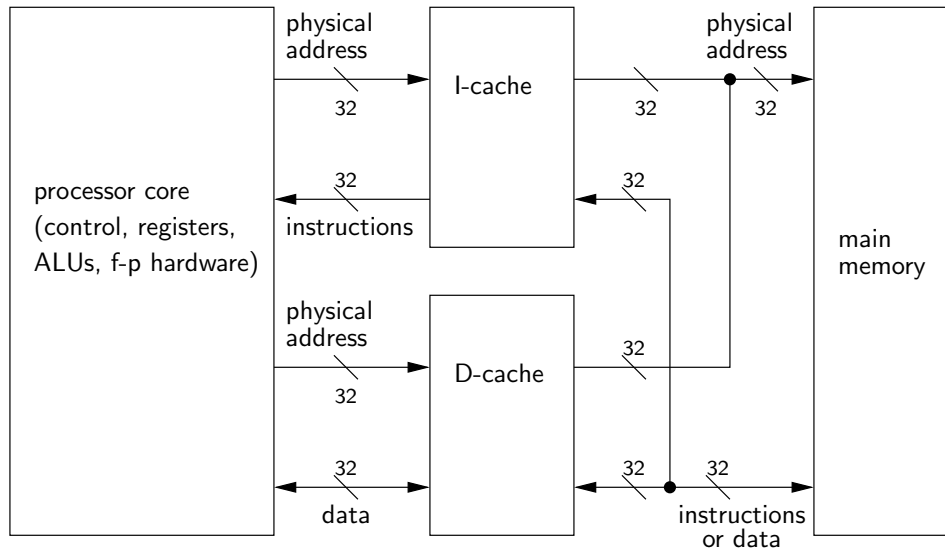 physical
address
32
I-cache
32
physical
address
32
processor core
(control, registers,
ALUs, f-p hardware)
32
instructions
32
main
memory
physical
address
32
D-cache
32
32
data
32
32
instructions
or data